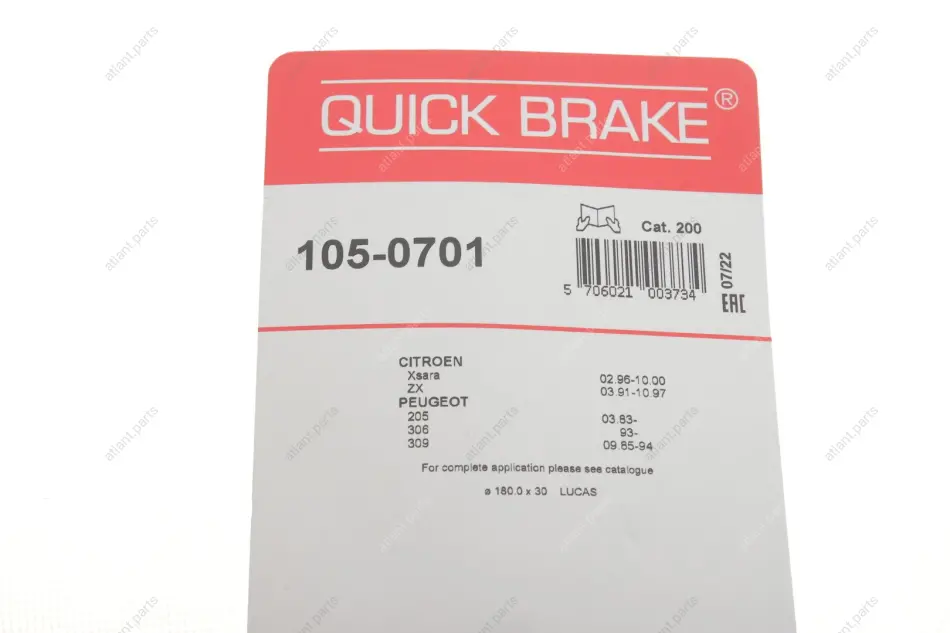 QUICK BRAKE®
105-0701
Cat. 200
5 706021 003734
07/22
EAC
CITROEN
Xsara 02.96-10.00
ZX 03.91-10.97
PEUGEOT
205 03.83-
306 93-
309 09.85-94
For complete application please see catalogue
ø 180.0 x 30 LUCAS
atlant.parts